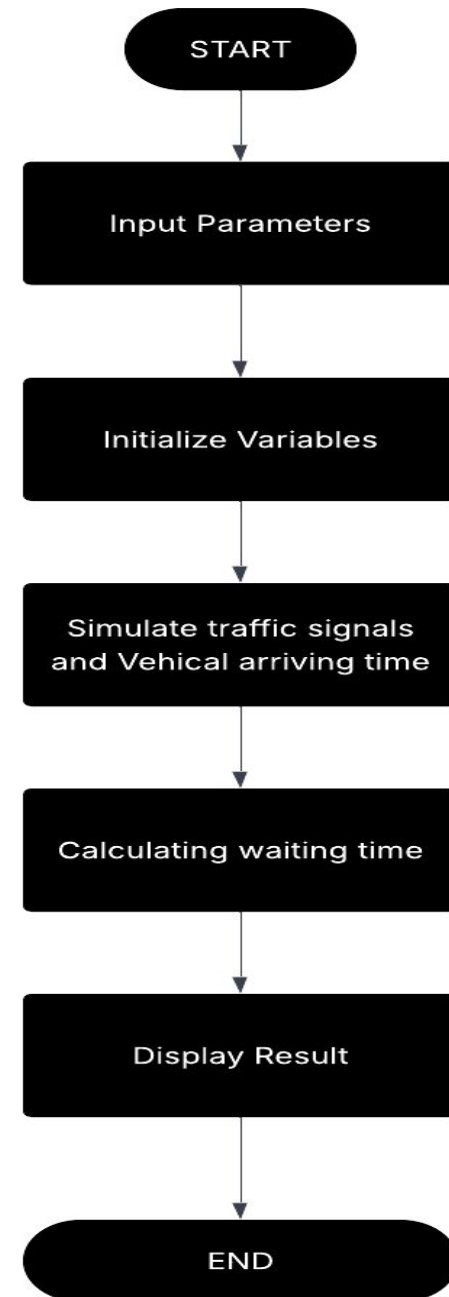 START
Input Parameters
Initialize Variables
Simulate traffic signals
and Vehical arriving time
Calculating waiting time
Display Result
END